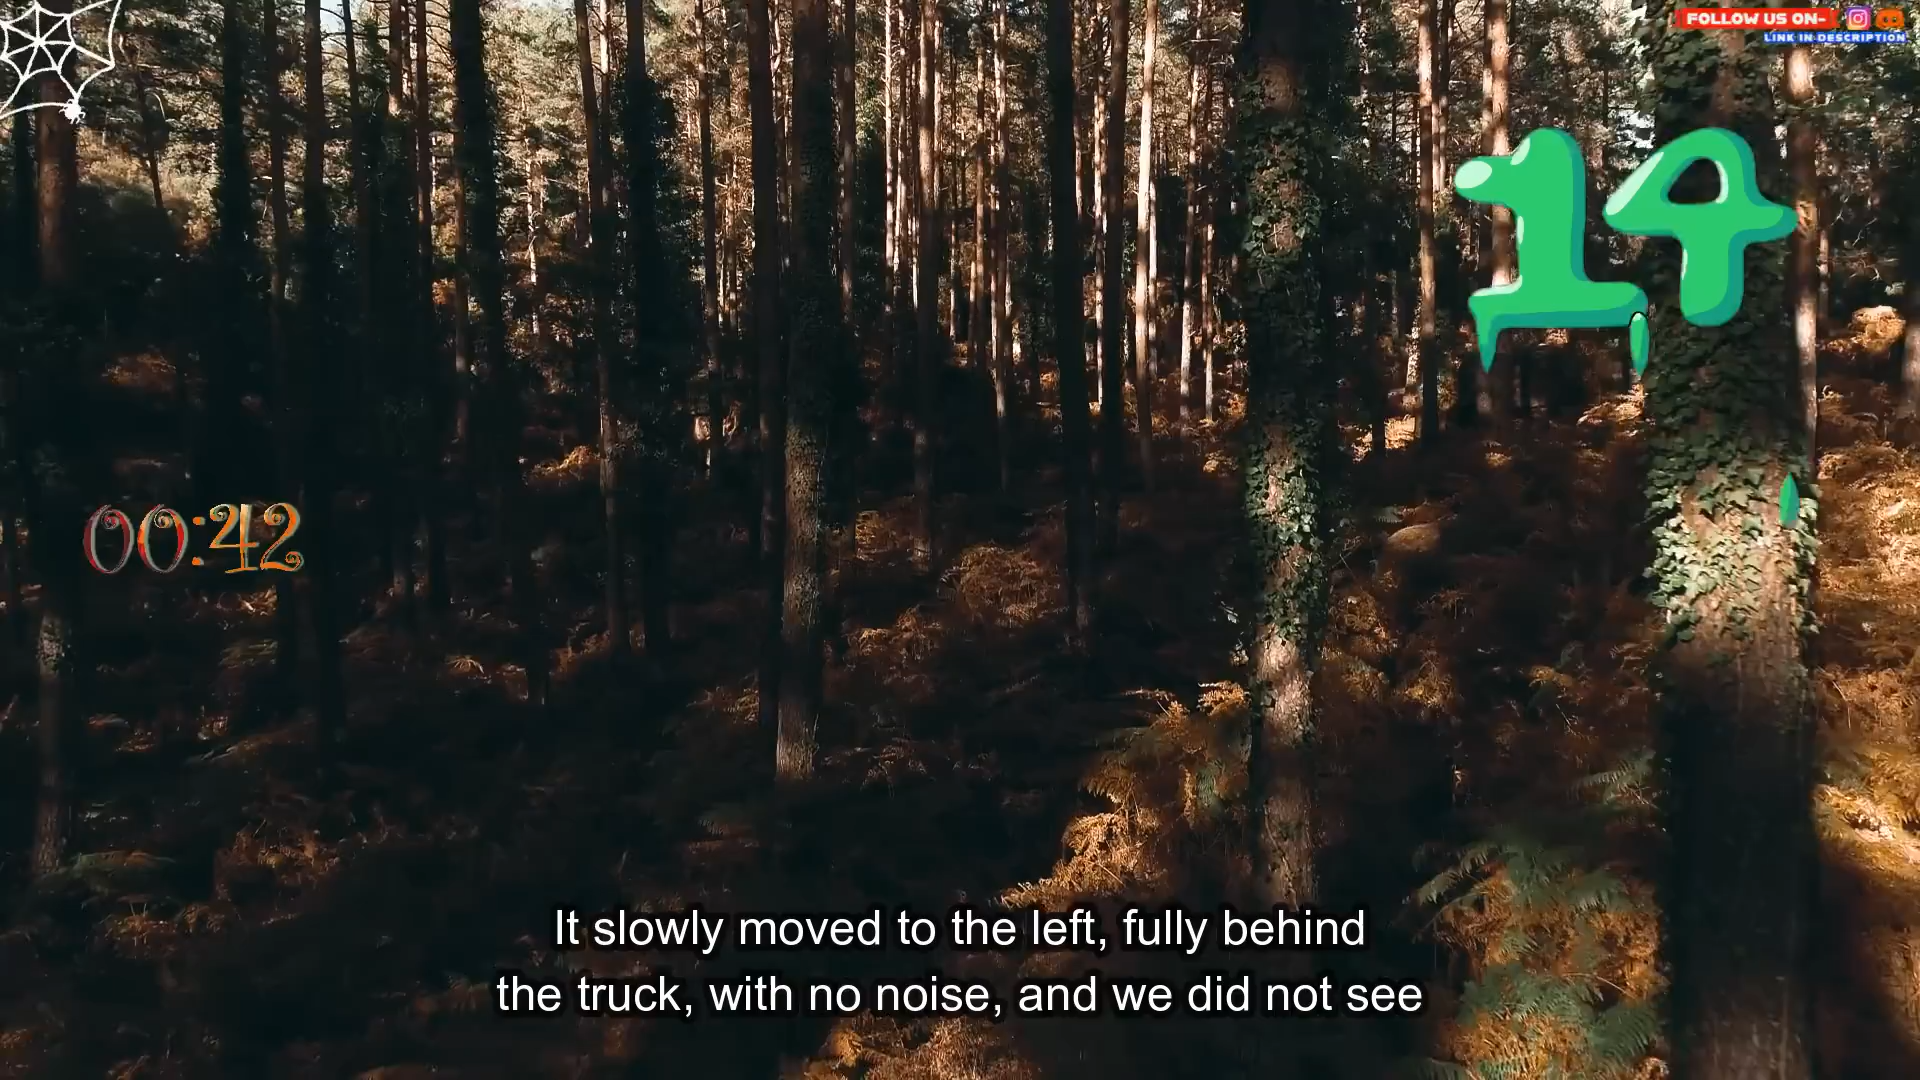 FOLLOW US ON-
LINK IN DESCRIPTION
14
00:42
It slowly moved to the left, fully behind
the truck, with no noise, and we did not see